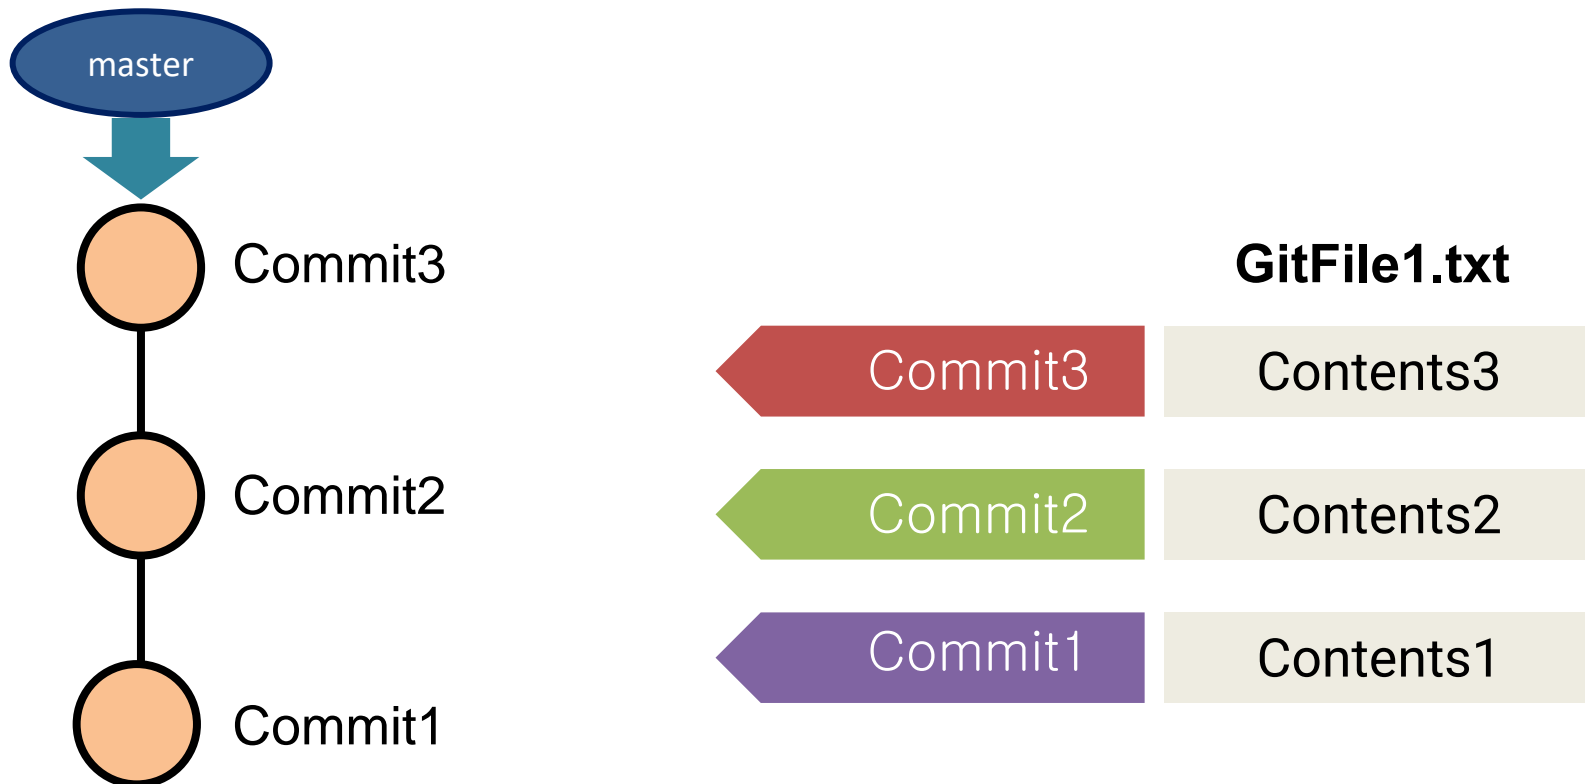 master
Commit3
Commit2
Commit1
GitFile1.txt
Commit3 Contents3
Commit2 Contents2
Commit1 Contents1